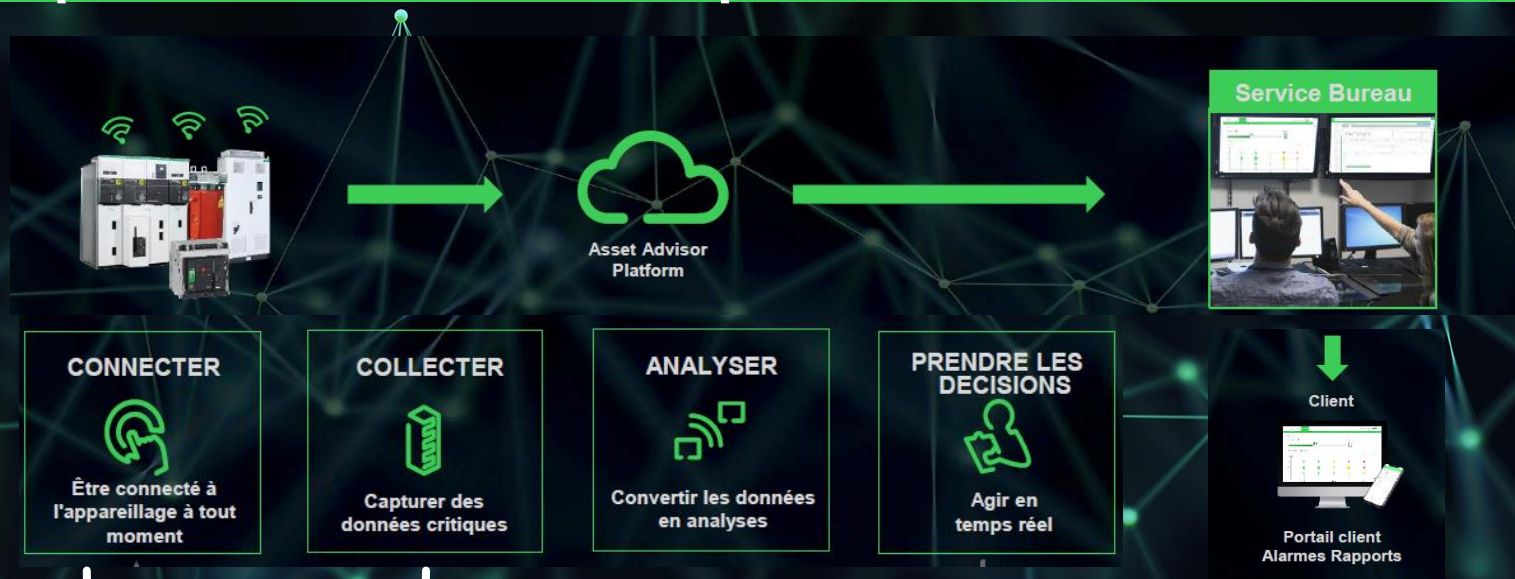 Service Bureau
Asset Advisor
Platform
CONNECTER
Être connecté à
l'appareillage à tout
moment
COLLECTER
Capturer des
données critiques
ANALYSER
Convertir les données
en analyses
PRENDRE LES
DECISIONS
Agir en
temps réel
Client
Portail client
Alarmes Rapports